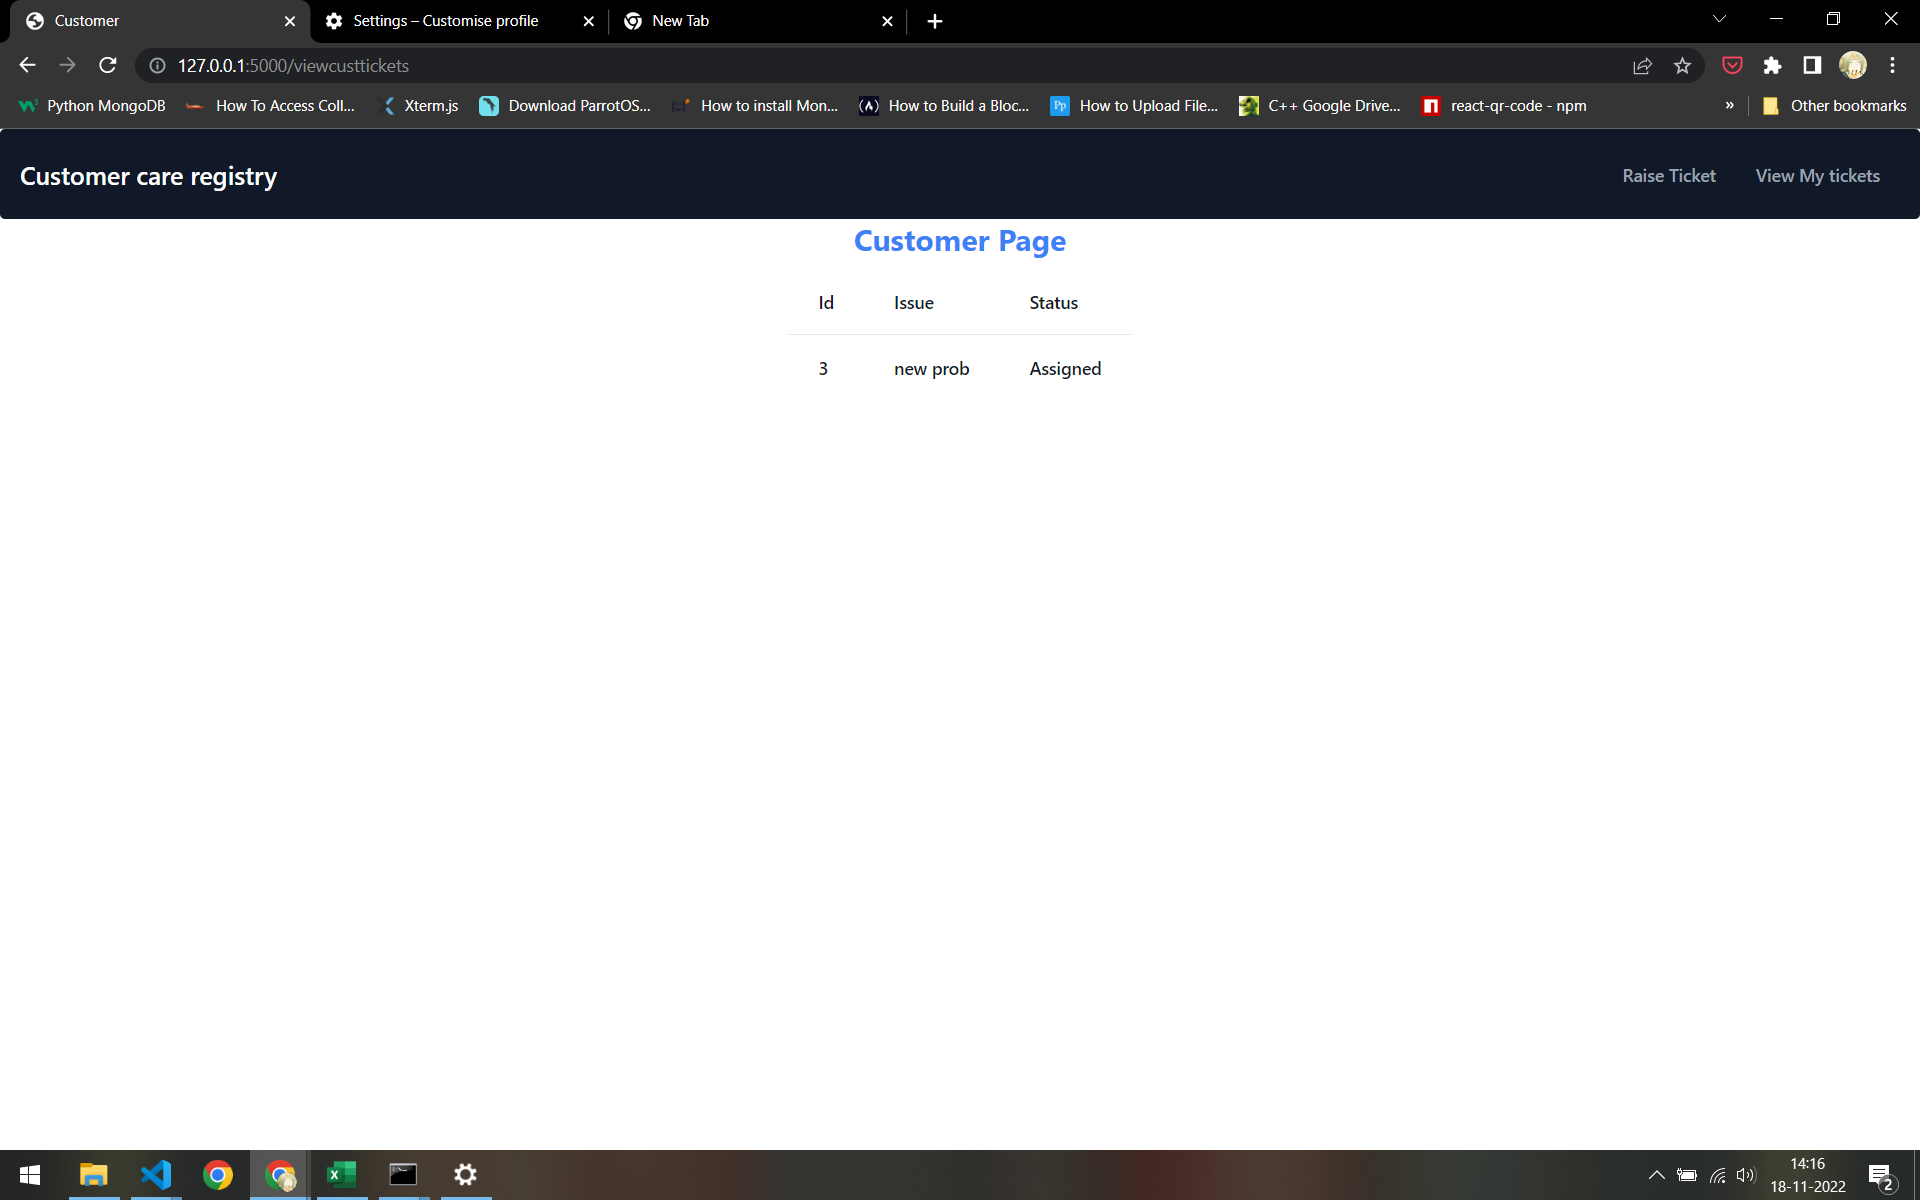 Customer
Settings – Customise profile
New Tab
127.0.0.1:5000/viewcusttickets
Python MongoDB
How To Access Coll...
Xterm.js
Download ParrotOS...
How to install Mon...
How to Build a Bloc...
Pp
How to Upload File...
C++ Google Drive...
react-qr-code - npm
»
Other bookmarks
Customer care registry
Raise Ticket
View My tickets
Customer Page
Id Issue Status
3 new prob Assigned
14:16
18-11-2022
2